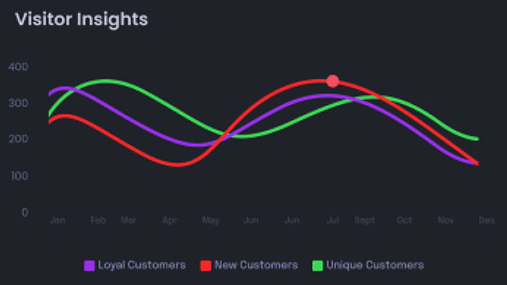 Visitor Insights
400
300
200
100
0
Jan Feb Mar Apr May Jun Jun Jul Sept Oct Nov Des
Loyal Customers New Customers Unique Customers